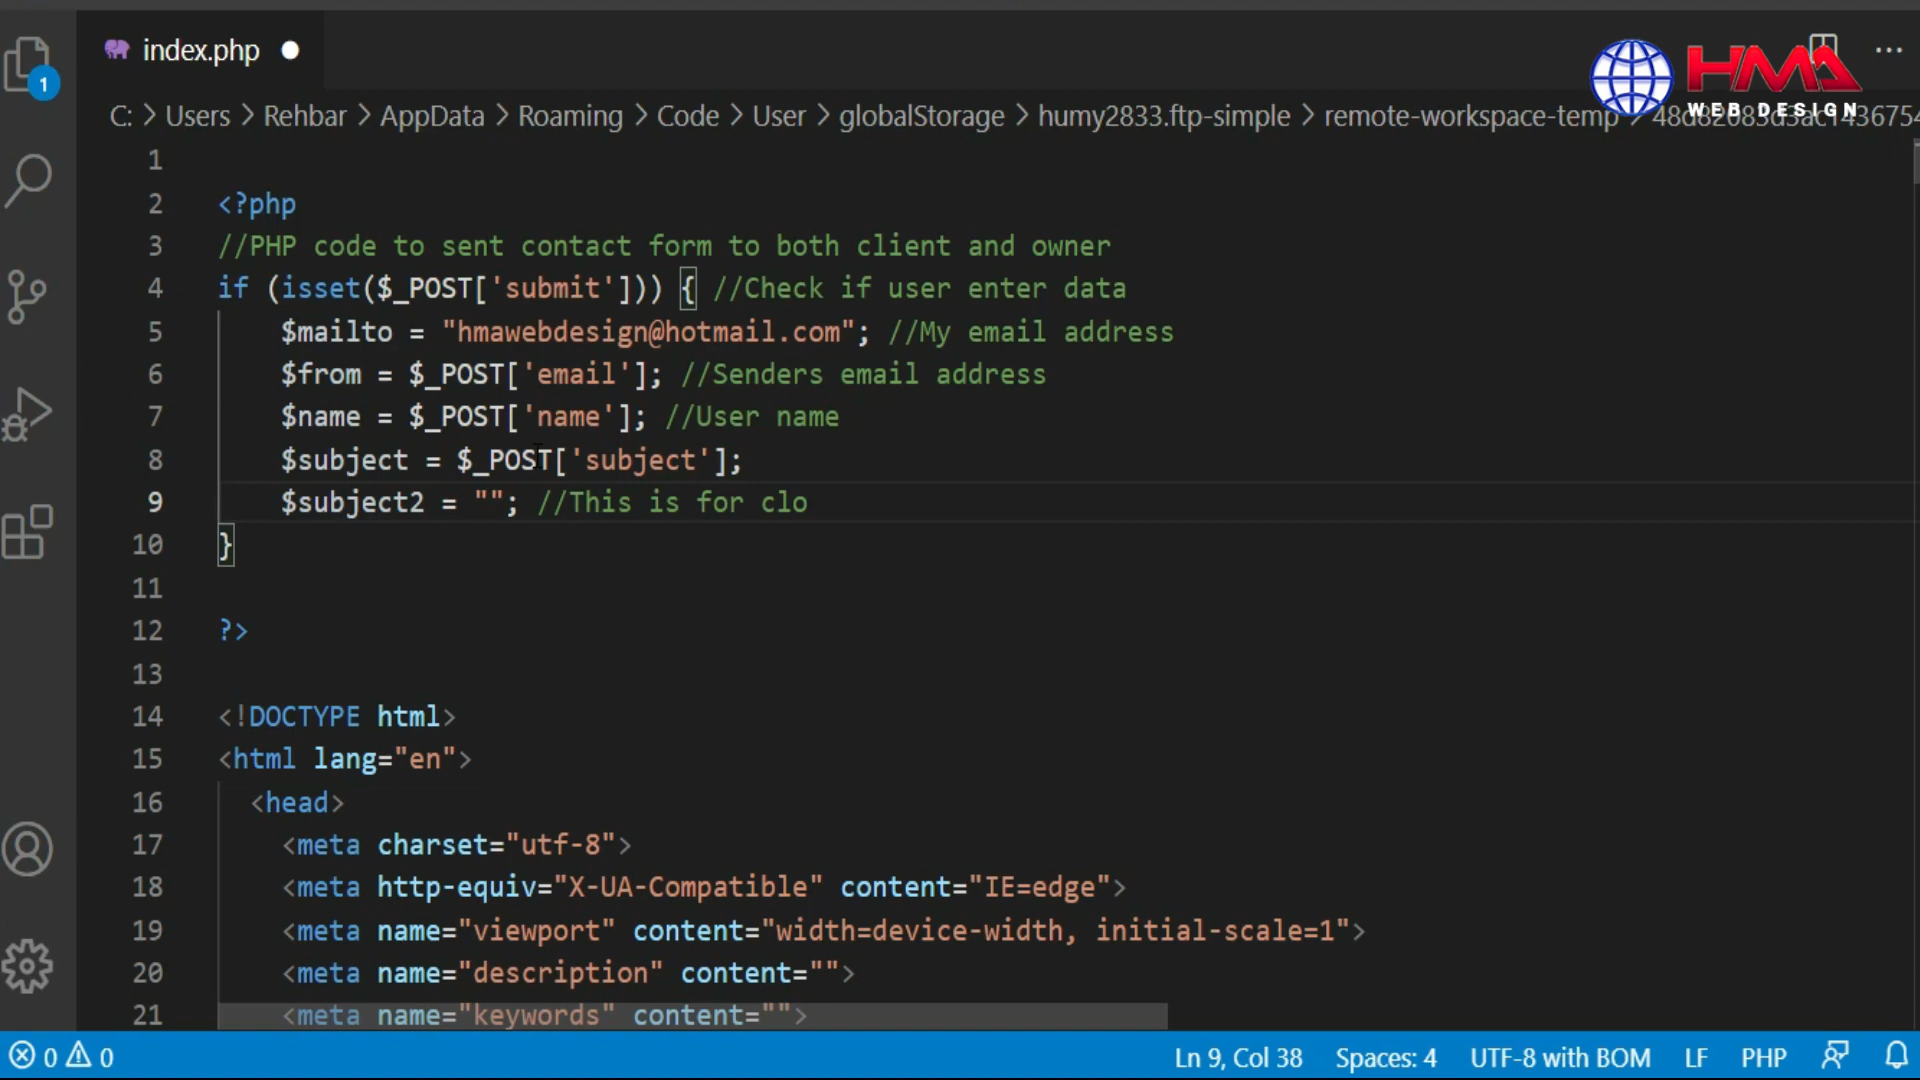 index.php
HMA
WEB DESIGN
1
C: > Users > Rehbar > AppData > Roaming > Code > User > globalStorage > humy2833.ftp-simple > remote-workspace-temp >
1
2 <?php
3 //PHP code to sent contact form to both client and owner
4 if (isset($_POST['submit'])) { //Check if user enter data
5 $mailto = "hmawebdesign@hotmail.com"; //My email address
6 $from = $_POST['email']; //Senders email address
7 $name = $_POST['name']; //User name
8 $subject = $_POST['subject'];
9 $subject2 = ""; //This is for clo
10 }
11
12 ?>
13
14 <!DOCTYPE html>
15 <html lang="en">
16 <head>
17 <meta charset="utf-8">
18 <meta http-equiv="X-UA-Compatible" content="IE=edge">
19 <meta name="viewport" content="width=device-width, initial-scale=1">
20 <meta name="description" content="">
21 <meta name="keywords" content="">
0 0 Ln 9, Col 38 Spaces: 4 UTF-8 with BOM LF PHP